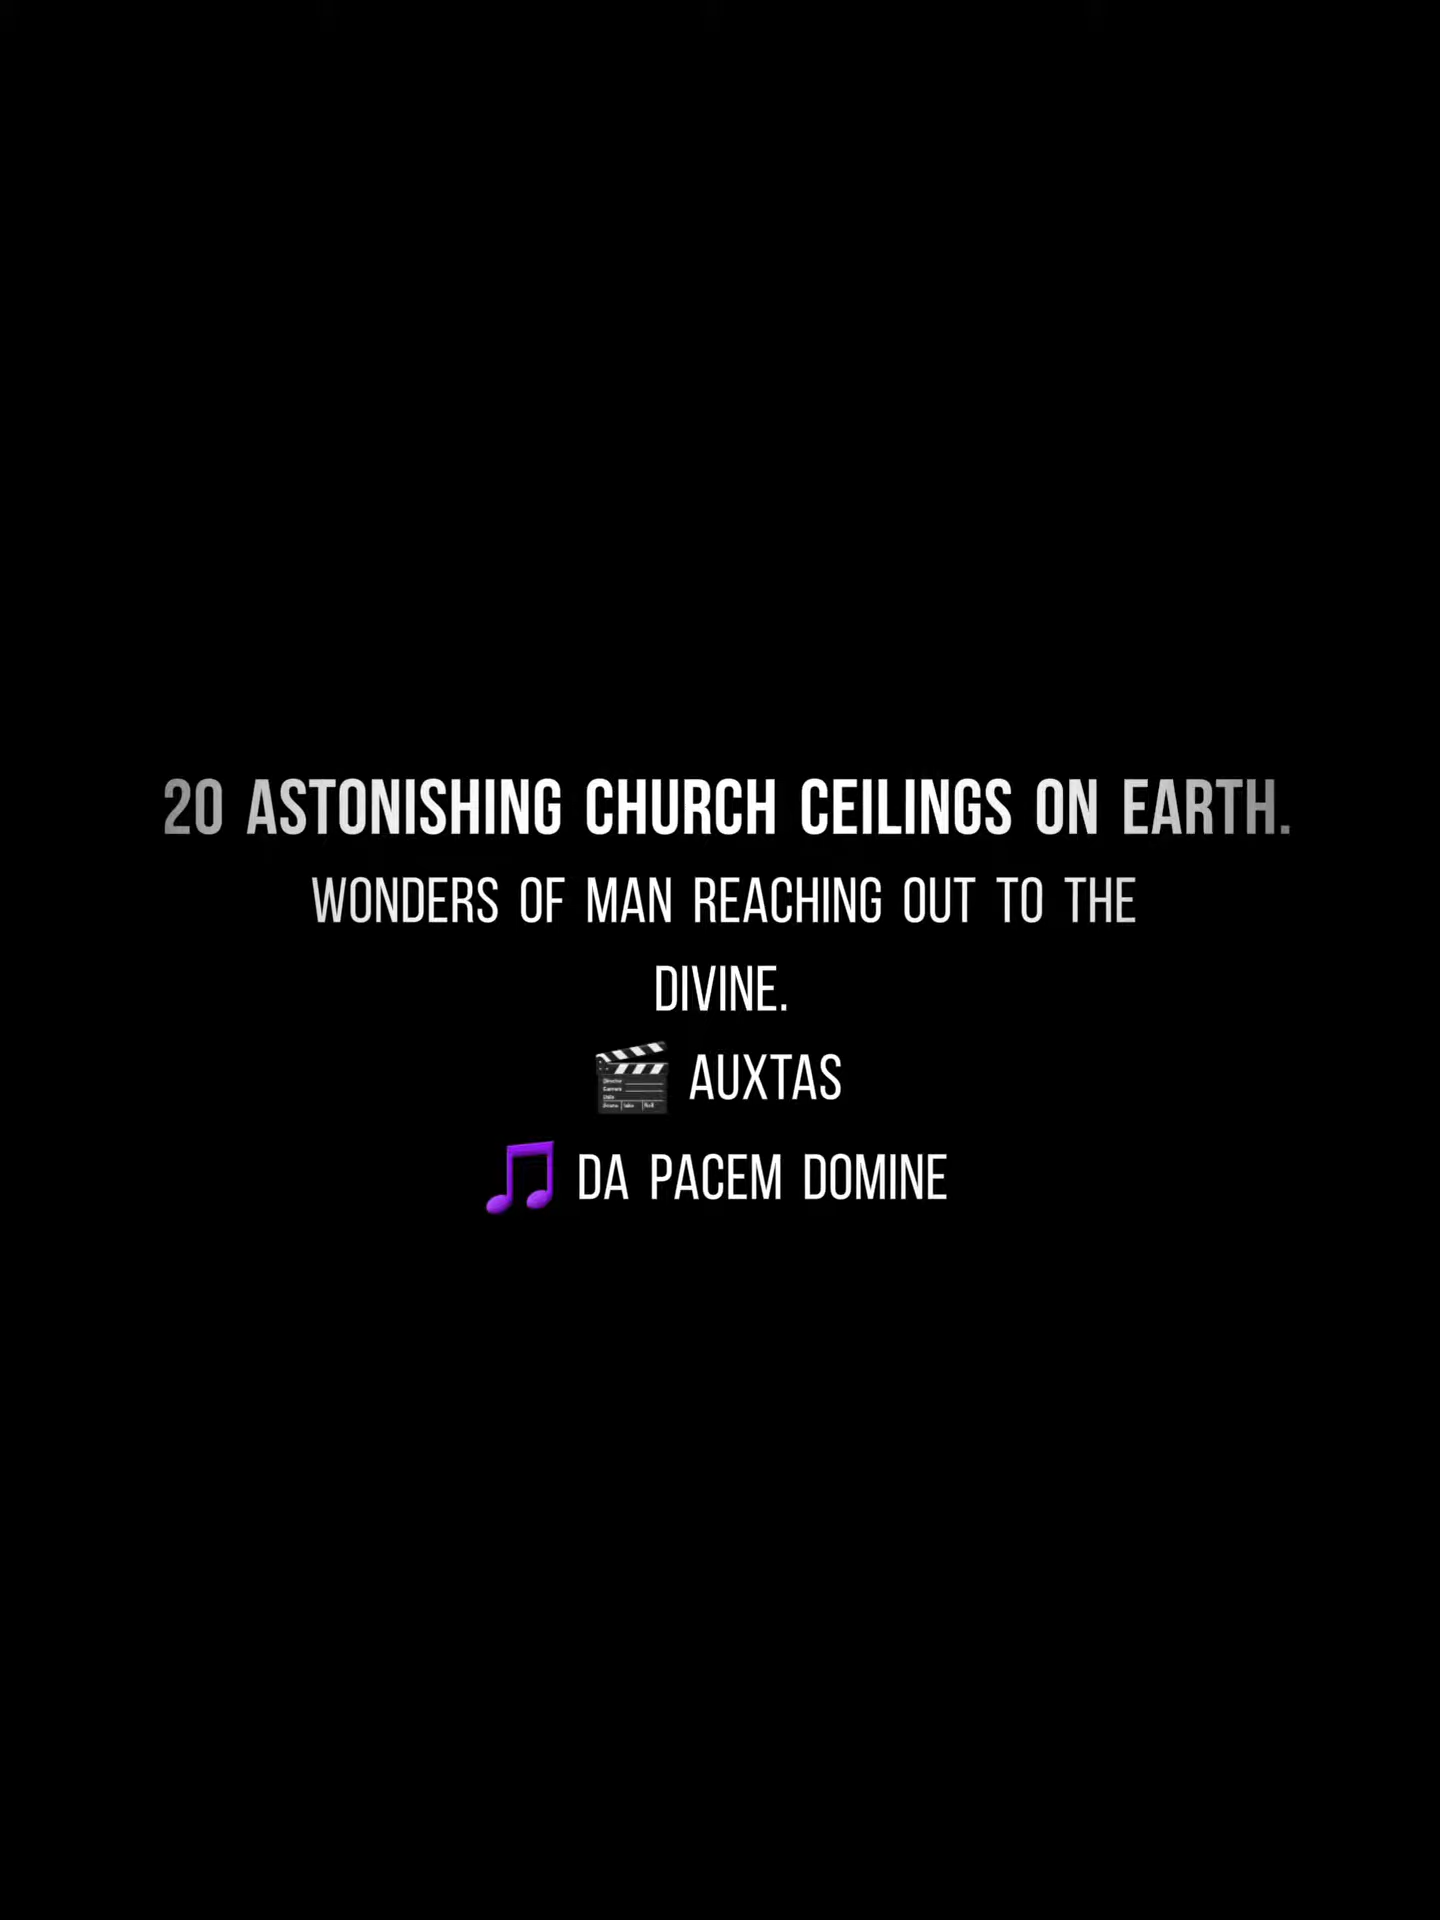 20 ASTONISHING CHURCH CEILINGS ON EARTH.
WONDERS OF MAN REACHING OUT TO THE
DIVINE.
🎬 AUXTAS
🎵 DA PACEM DOMINE